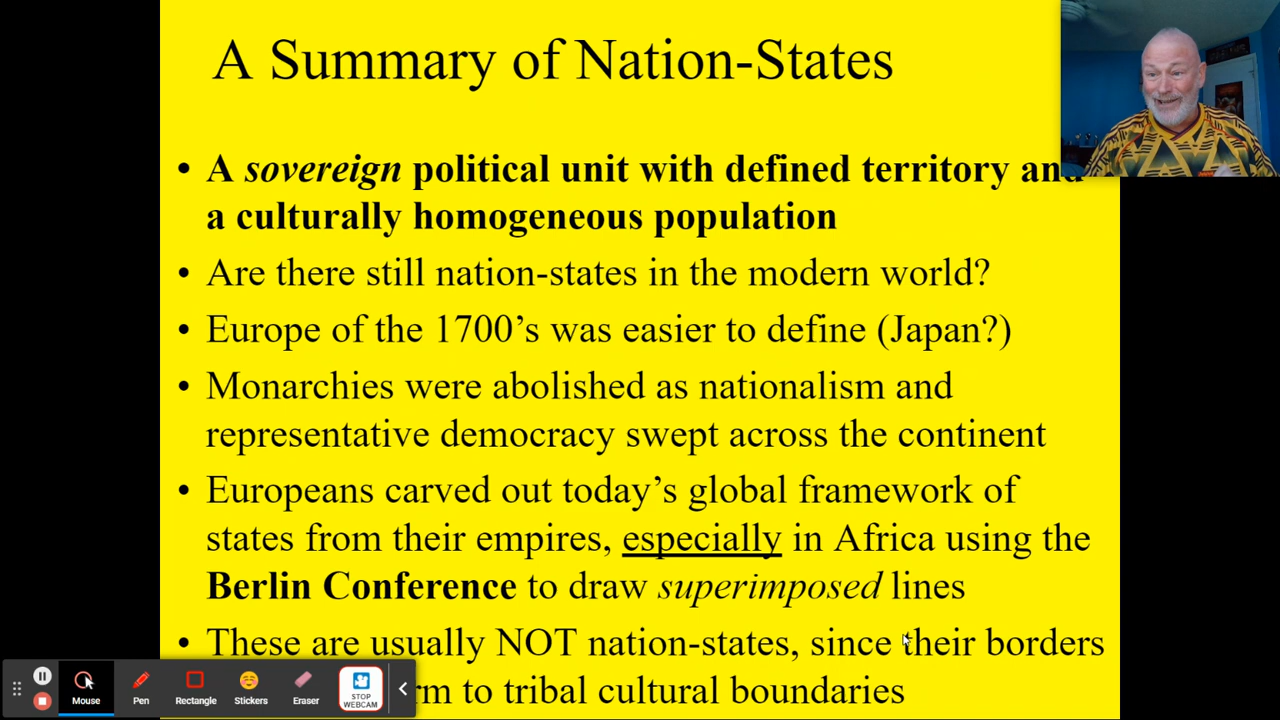 A Summary of Nation-States
• A sovereign political unit with defined territory and
a culturally homogeneous population
• Are there still nation-states in the modern world?
• Europe of the 1700’s was easier to define (Japan?)
• Monarchies were abolished as nationalism and
representative democracy swept across the continent
• Europeans carved out today’s global framework of
states from their empires, especially in Africa using the
Berlin Conference to draw superimposed lines
• These are usually NOT nation-states, since their borders
to tribal cultural boundaries
Mouse
Pen
Rectangle
Stickers
Eraser
STOP
WEBCAM